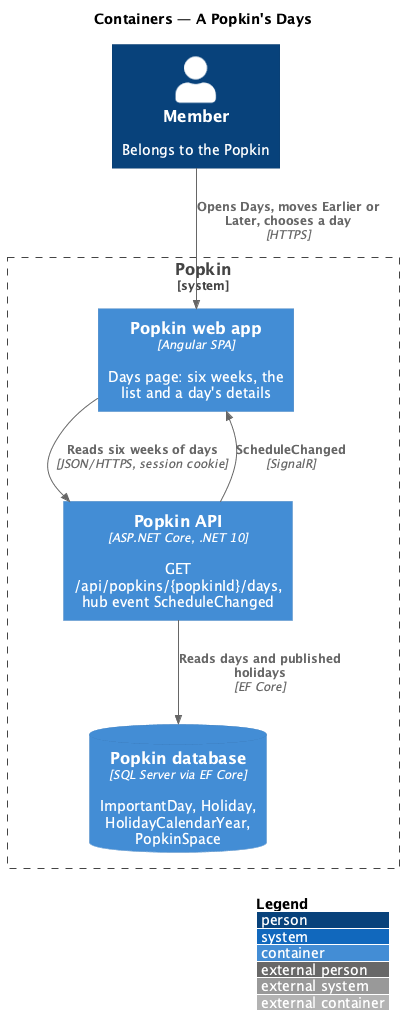 Containers — A Popkin's Days
Member
Belongs to the Popkin
Opens Days, moves Earlier or
Later, chooses a day
[HTTPS]
Popkin
[system]
Popkin web app
[Angular SPA]
Days page: six weeks, the
list and a day's details
Reads six weeks of days
[JSON/HTTPS, session cookie]
ScheduleChanged
[SignalR]
Popkin API
[ASP.NET Core, .NET 10]
GET
/api/popkins/{popkinId}/days,
hub event ScheduleChanged
Reads days and published
holidays
[EF Core]
Popkin database
[SQL Server via EF Core]
ImportantDay, Holiday,
HolidayCalendarYear,
PopkinSpace
Legend
person
system
container
external person
external system
external container